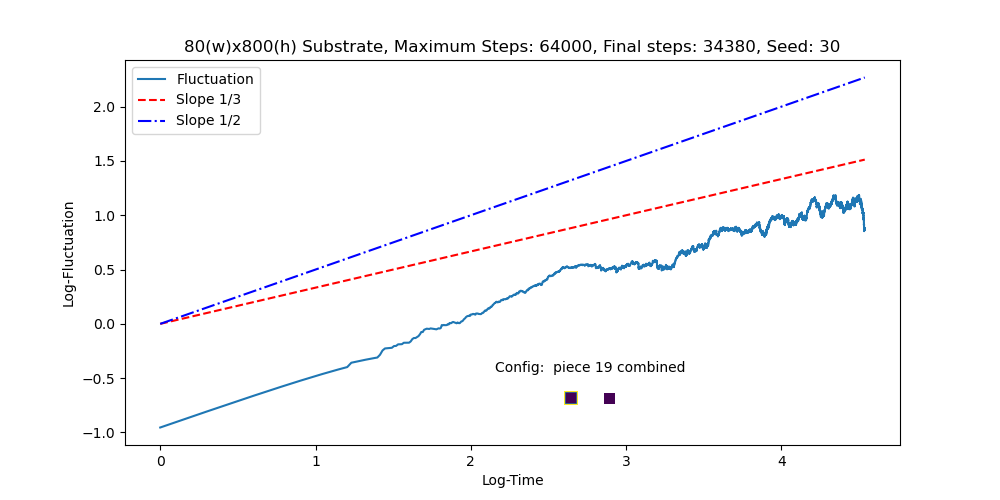 80(w)x800(h) Substrate, Maximum Steps: 64000, Final steps: 34380, Seed: 30
Fluctuation
Slope 1/3
Slope 1/2
2.0
1.5
1.0
0.5
0.0
−0.5
−1.0
Log-Fluctuation
Config:  piece 19 combined
0 1 2 3 4
Log-Time